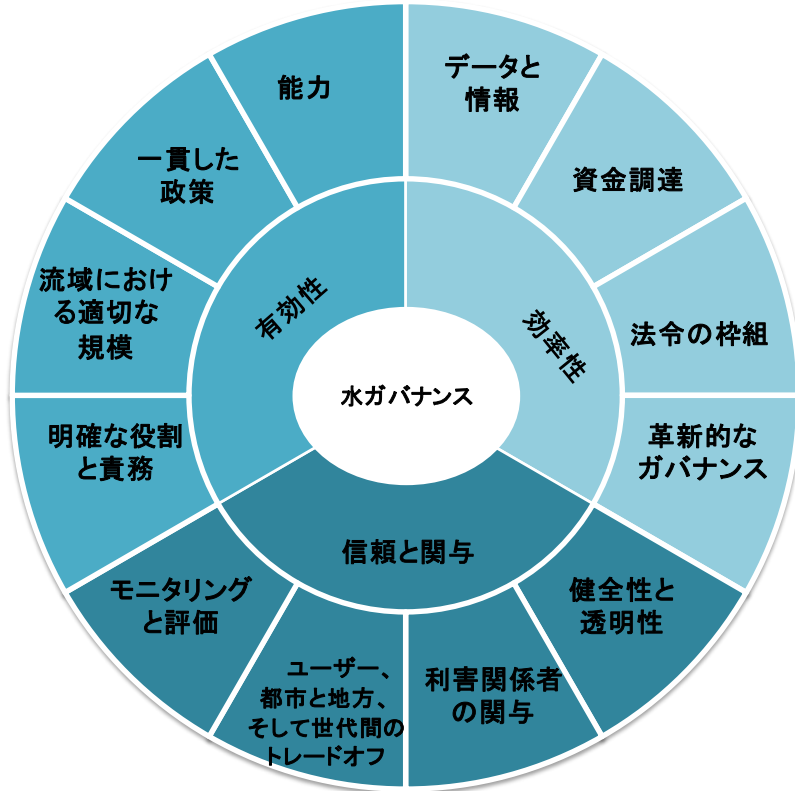 能力
データと
情報
一貫した
政策
資金調達
流域におけ
る適切な
規模
有効性
効率性
法令の枠組
水ガバナンス
明確な役割
と責務
革新的な
ガバナンス
信頼と関与
モニタリング
と評価
健全性と
透明性
ユーザー、
都市と地方、
そして世代間の
トレードオフ
利害関係者
の関与